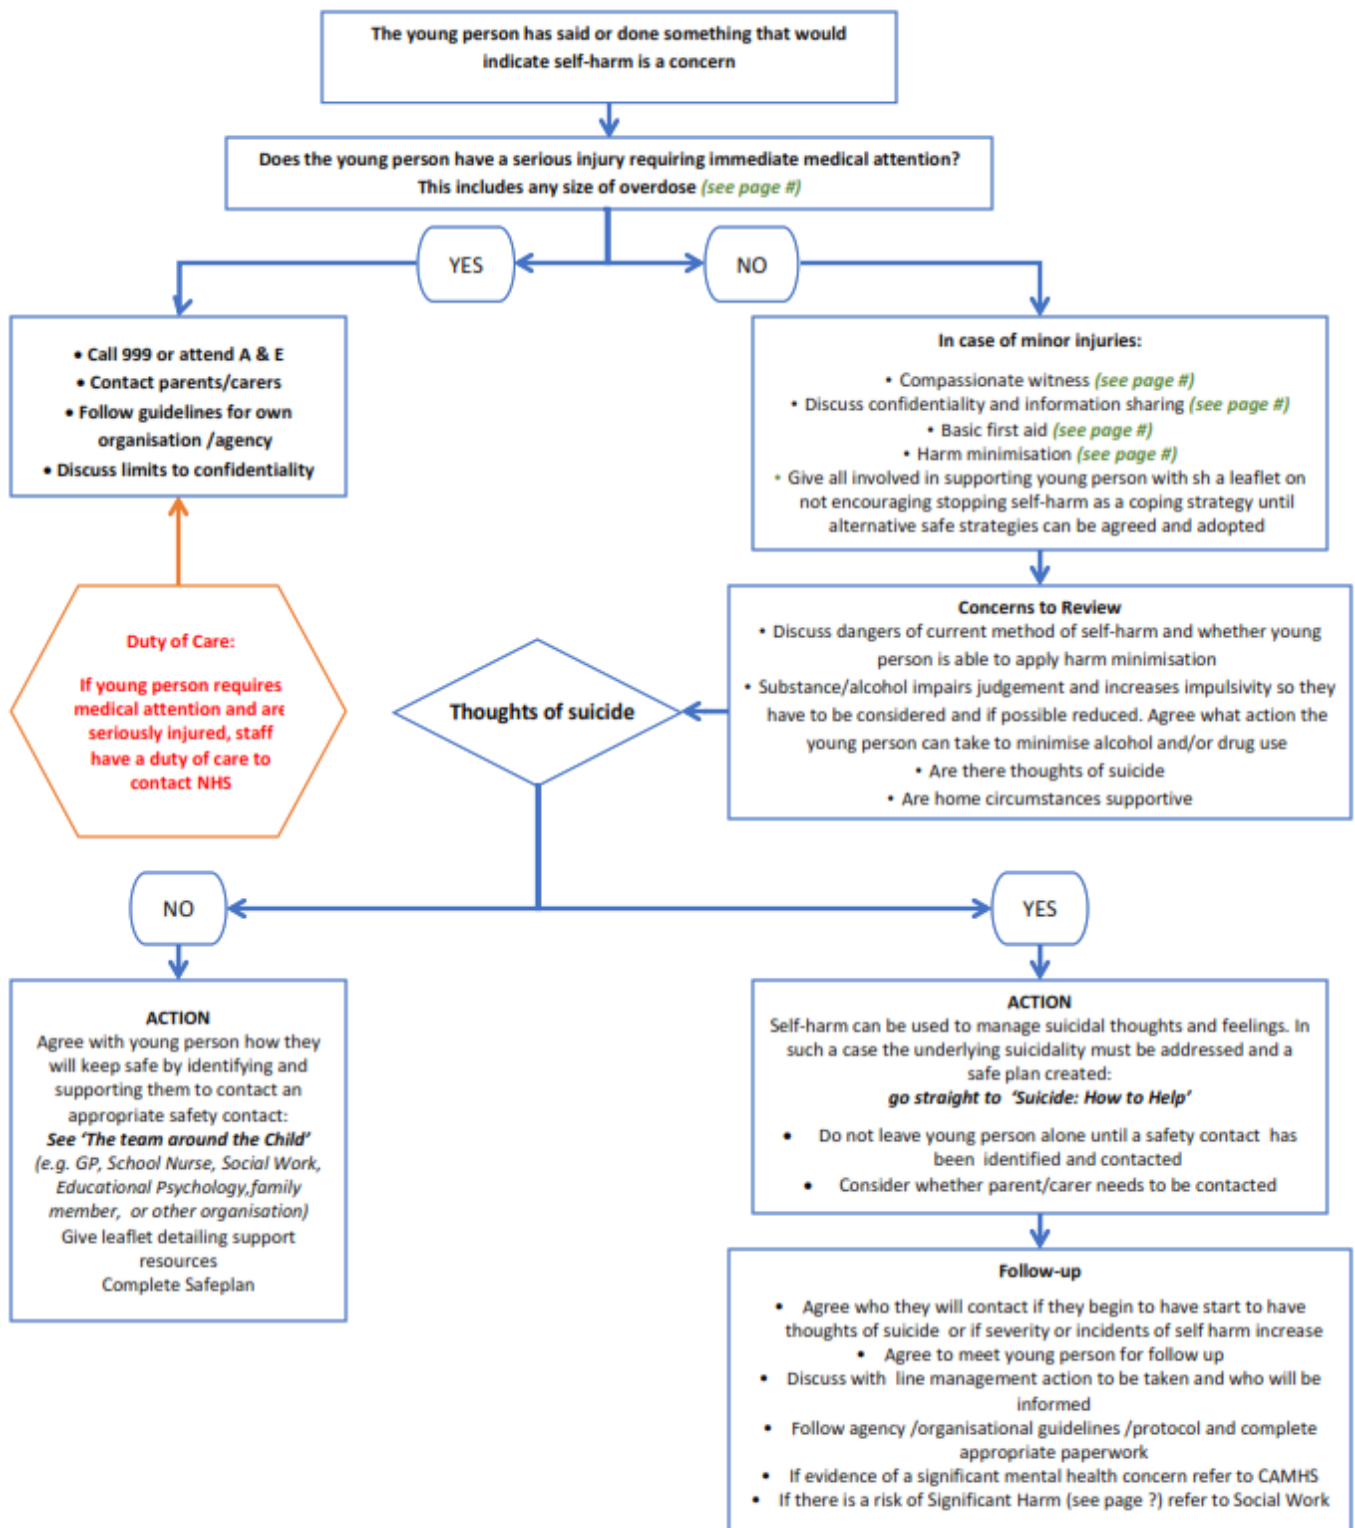 The young person has said or done something that would
indicate self-harm is a concern
Does the young person have a serious injury requiring immediate medical attention?
This includes any size of overdose (see page #)
YES
NO
• Call 999 or attend A & E
• Contact parents/carers
• Follow guidelines for own
organisation /agency
• Discuss limits to confidentiality
In case of minor injuries:
• Compassionate witness (see page #)
• Discuss confidentiality and information sharing (see page #)
• Basic first aid (see page #)
• Harm minimisation (see page #)
• Give all involved in supporting young person with sh a leaflet on
not encouraging stopping self-harm as a coping strategy until
alternative safe strategies can be agreed and adopted
Duty of Care:
If young person requires
medical attention and are
seriously injured, staff
have a duty of care to
contact NHS
Concerns to Review
• Discuss dangers of current method of self-harm and whether young
person is able to apply harm minimisation
• Substance/alcohol impairs judgement and increases impulsivity so they
have to be considered and if possible reduced. Agree what action the
young person can take to minimise alcohol and/or drug use
• Are there thoughts of suicide
• Are home circumstances supportive
Thoughts of suicide
NO
YES
ACTION
Agree with young person how they
will keep safe by identifying and
supporting them to contact an
appropriate safety contact:
See ‘The team around the Child’
(e.g. GP, School Nurse, Social Work,
Educational Psychology,family
member, or other organisation)
Give leaflet detailing support
resources
Complete Safeplan
ACTION
Self-harm can be used to manage suicidal thoughts and feelings. In
such a case the underlying suicidality must be addressed and a
safe plan created:
go straight to ‘Suicide: How to Help’
• Do not leave young person alone until a safety contact has
been identified and contacted
• Consider whether parent/carer needs to be contacted
Follow-up
• Agree who they will contact if they begin to have start to have
thoughts of suicide or if severity or incidents of self harm increase
• Agree to meet young person for follow up
• Discuss with line management action to be taken and who will be
informed
• Follow agency /organisational guidelines /protocol and complete
appropriate paperwork
• If evidence of a significant mental health concern refer to CAMHS
• If there is a risk of Significant Harm (see page ?) refer to Social Work